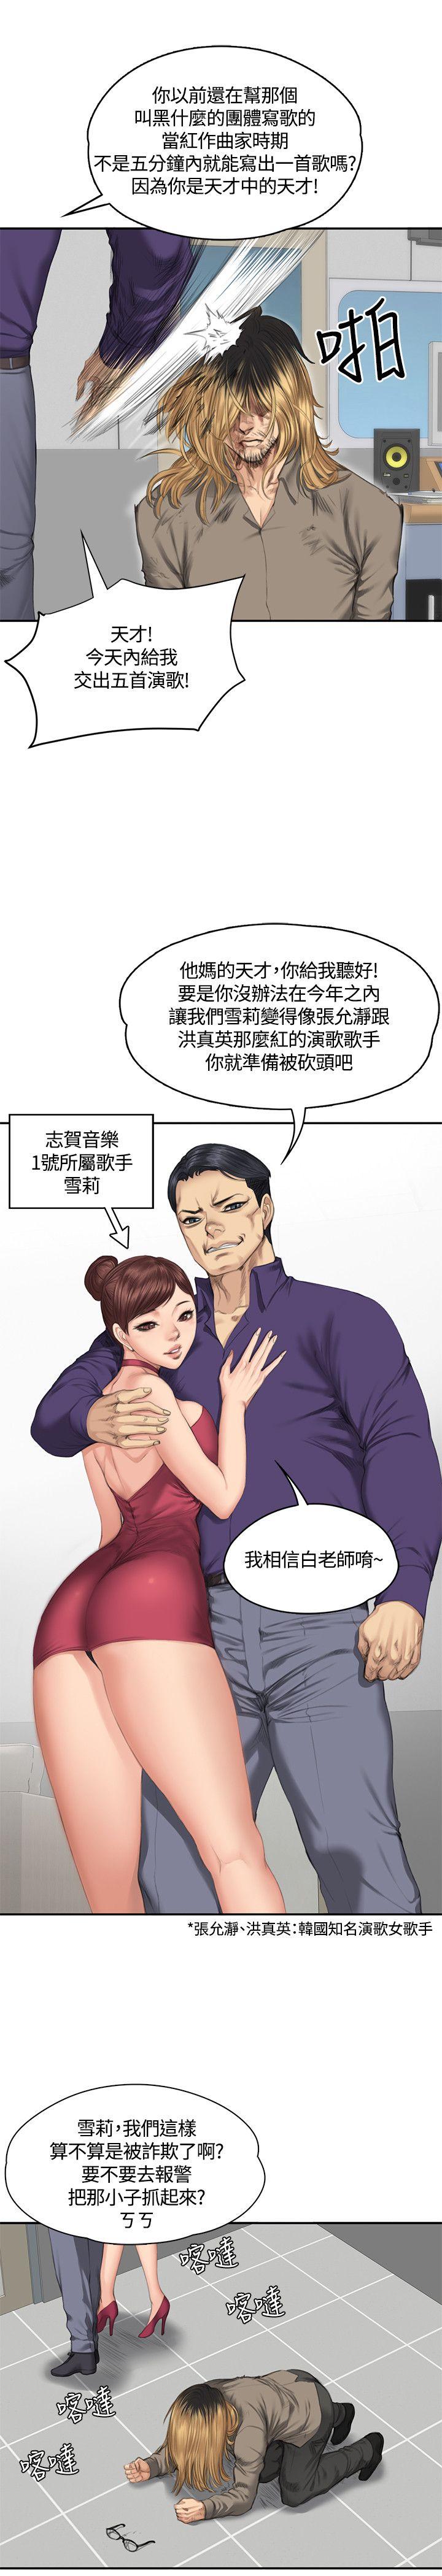 你以前還在幫那個
叫黑什麼的團體寫歌的
當紅作曲家時期
不是五分鐘內就能寫出一首歌嗎?
因為你是天才中的天才!
啪
天才!
今天內給我
交出五首演歌!
他媽的天才,你給我聽好!
要是你沒辦法在今年之內
讓我們雪莉變得像張允瀞跟
洪真英那麼紅的演歌歌手
你就準備被砍頭吧
志賀音樂
1號所屬歌手
雪莉
我相信白老師唷~
*張允瀞、洪真英:韓國知名演歌女歌手
雪莉,我們這樣
算不算是被詐欺了啊?
要不要去報警
把那小子抓起來?
ㄎㄎ
喀噠
喀噠
喀噠
喀噠